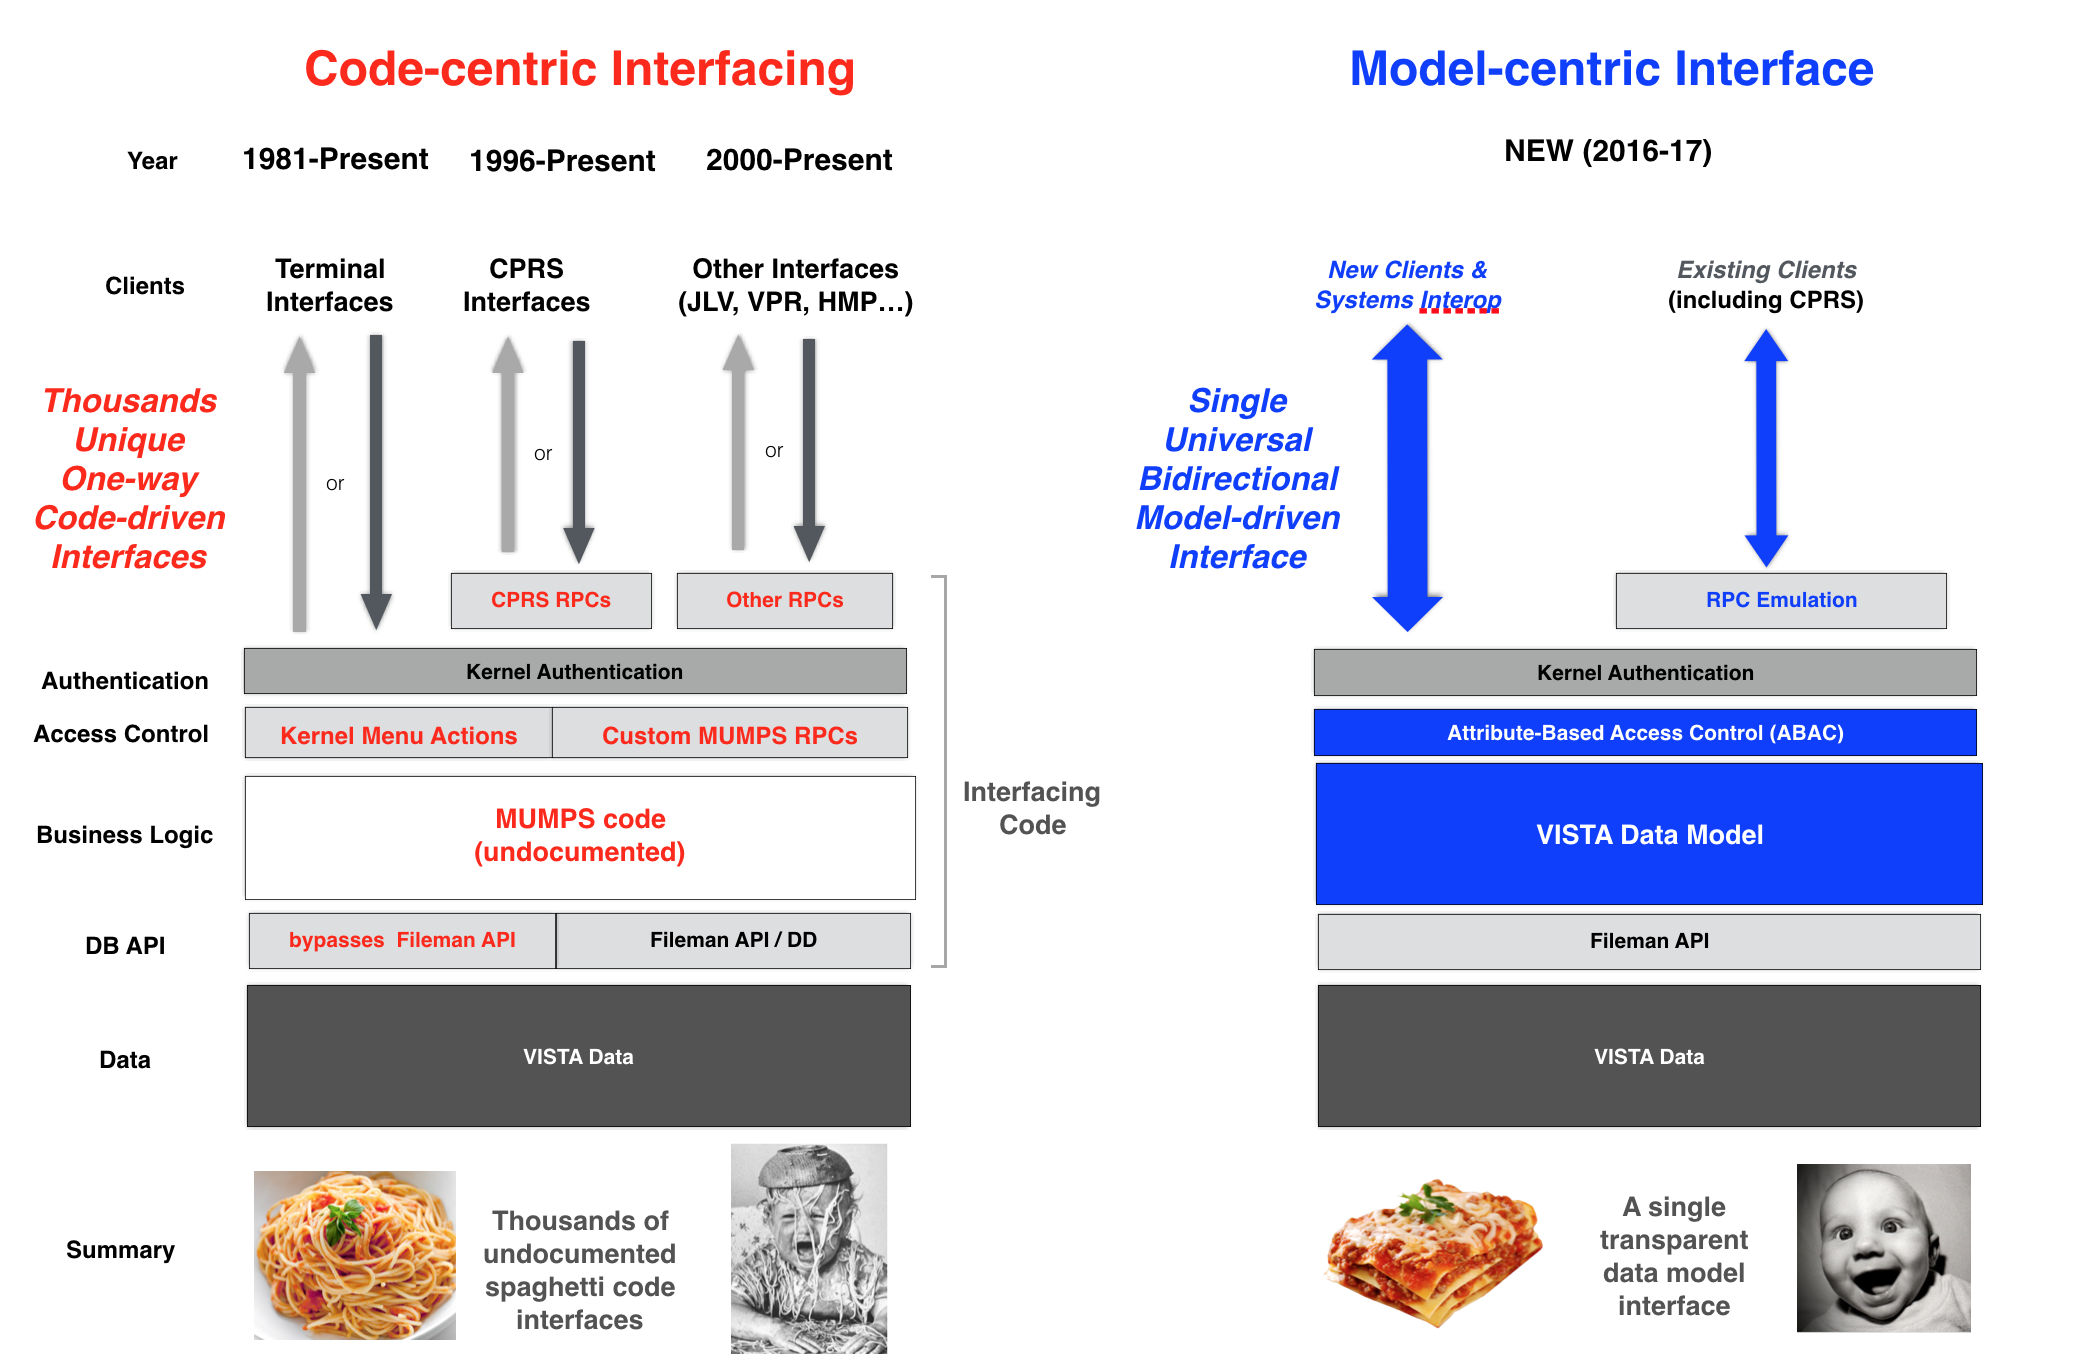 Code-centric Interfacing
Model-centric Interface
Year
1981-Present
1996-Present
2000-Present
NEW (2016-17)
Clients
Terminal
Interfaces
CPRS
Interfaces
Other Interfaces
(JLV, VPR, HMP…)
New Clients &
Systems Interop
Existing Clients
(including CPRS)
Thousands
Unique
One-way
Code-driven
Interfaces
or
or
or
Single
Universal
Bidirectional
Model-driven
Interface
CPRS RPCs
Other RPCs
RPC Emulation
Authentication
Kernel Authentication
Kernel Authentication
Access Control
Kernel Menu Actions
Custom MUMPS RPCs
Attribute-Based Access Control (ABAC)
Interfacing
Code
Business Logic
MUMPS code
(undocumented)
VISTA Data Model
DB API
bypasses Fileman API
Fileman API / DD
Fileman API
Data
VISTA Data
VISTA Data
Summary
Thousands of
undocumented
spaghetti code
interfaces
A single
transparent
data model
interface